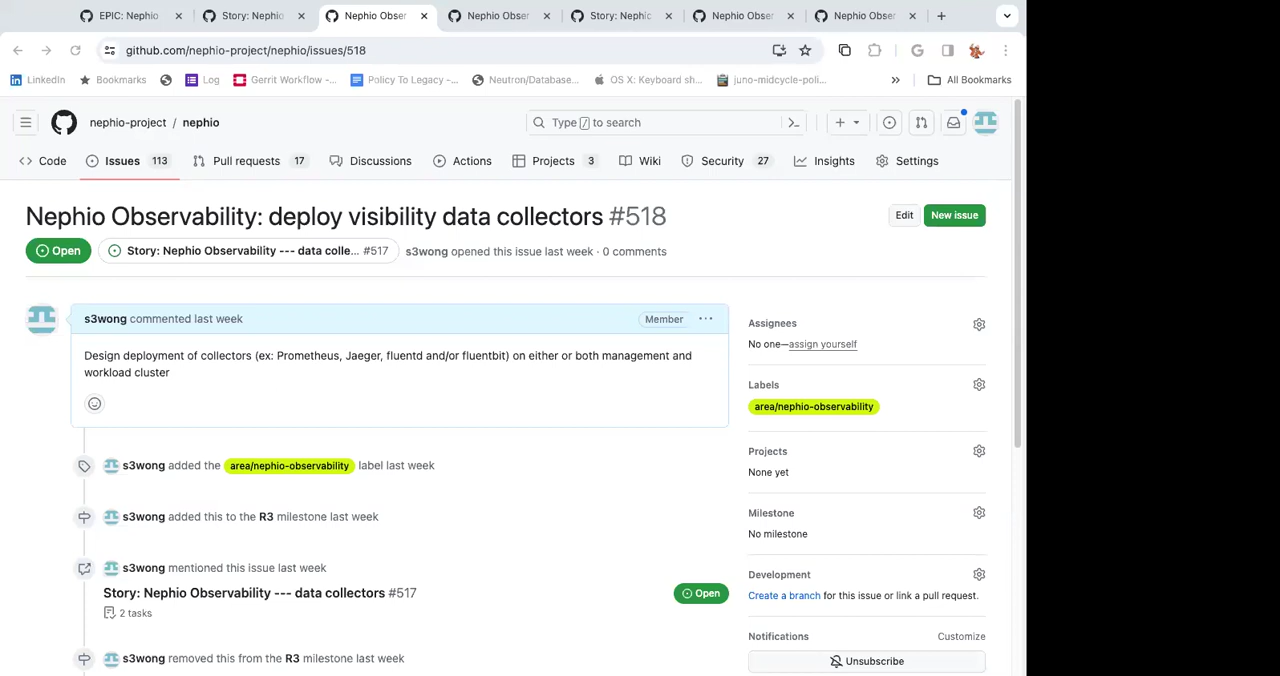 EPIC: Nephio
Story: Nephio
Nephio Obser
Nephio Obser
Story: Nephio
Nephio Obser
Nephio Obser
github.com/nephio-project/nephio/issues/518
LinkedIn
Bookmarks
Log
Gerrit Workflow -...
Policy To Legacy -...
Neutron/Database...
OS X: Keyboard sh...
juno-midcycle-poli...
All Bookmarks
nephio-project / nephio
Type / to search
Code
Issues 113
Pull requests 17
Discussions
Actions
Projects 3
Wiki
Security 27
Insights
Settings
Nephio Observability: deploy visibility data collectors #518
Edit
New issue
Open
Story: Nephio Observability --- data colle... #517
s3wong opened this issue last week · 0 comments
s3wong commented last week
Member
Design deployment of collectors (ex: Prometheus, Jaeger, fluentd and/or fluentbit) on either or both management and
workload cluster
s3wong added the area/nephio-observability label last week
s3wong added this to the R3 milestone last week
s3wong mentioned this issue last week
Story: Nephio Observability --- data collectors #517
Open
2 tasks
s3wong removed this from the R3 milestone last week
Assignees
No one—assign yourself
Labels
area/nephio-observability
Projects
None yet
Milestone
No milestone
Development
Create a branch for this issue or link a pull request.
Notifications
Customize
Unsubscribe